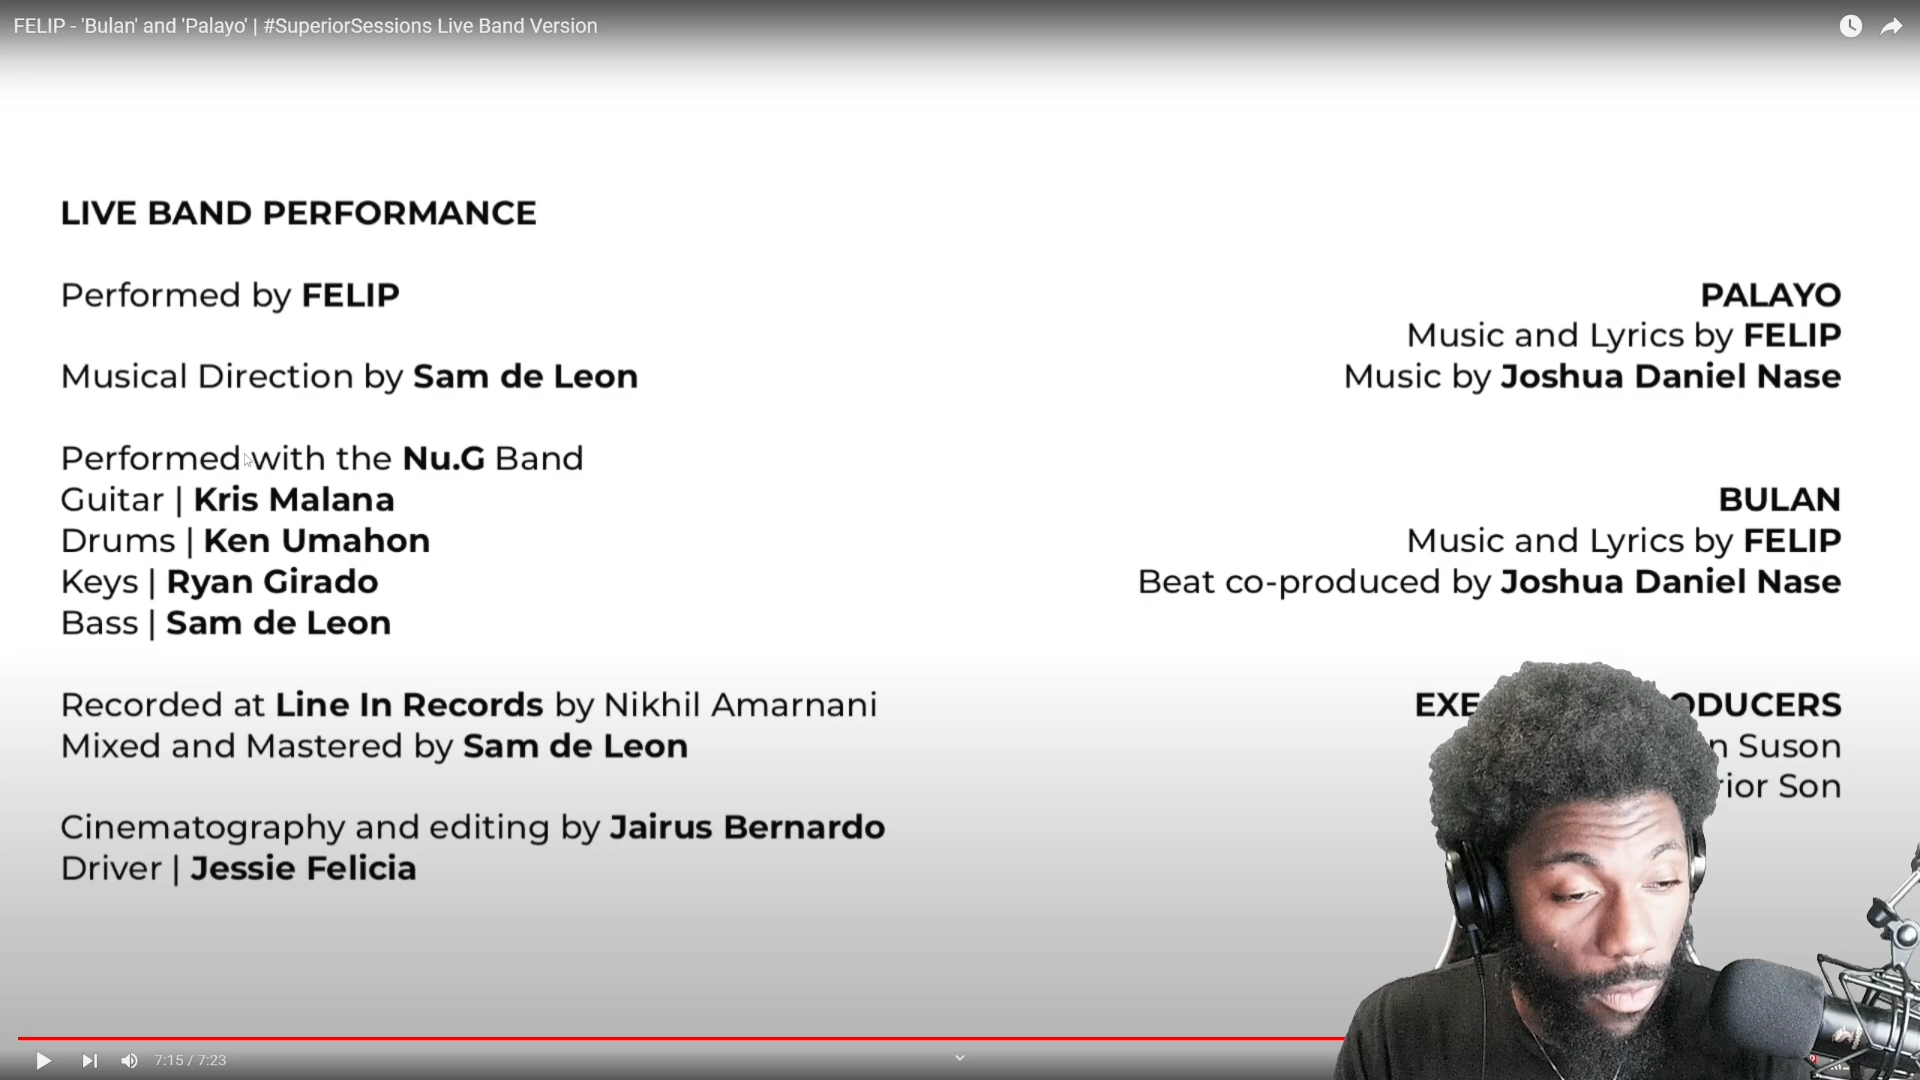 FELIP - 'Bulan' and 'Palayo' | #SuperiorSessions Live Band Version
LIVE BAND PERFORMANCE
Performed by FELIP
Musical Direction by Sam de Leon
Performed with the Nu.G Band
Guitar | Kris Malana
Drums | Ken Umahon
Keys | Ryan Girado
Bass | Sam de Leon
Recorded at Line In Records by Nikhil Amarnani
Mixed and Mastered by Sam de Leon
Cinematography and editing by Jairus Bernardo
Driver | Jessie Felicia
PALAYO
Music and Lyrics by FELIP
Music by Joshua Daniel Nase
BULAN
Music and Lyrics by FELIP
Beat co-produced by Joshua Daniel Nase
Suson
Son
7:15 / 7:23